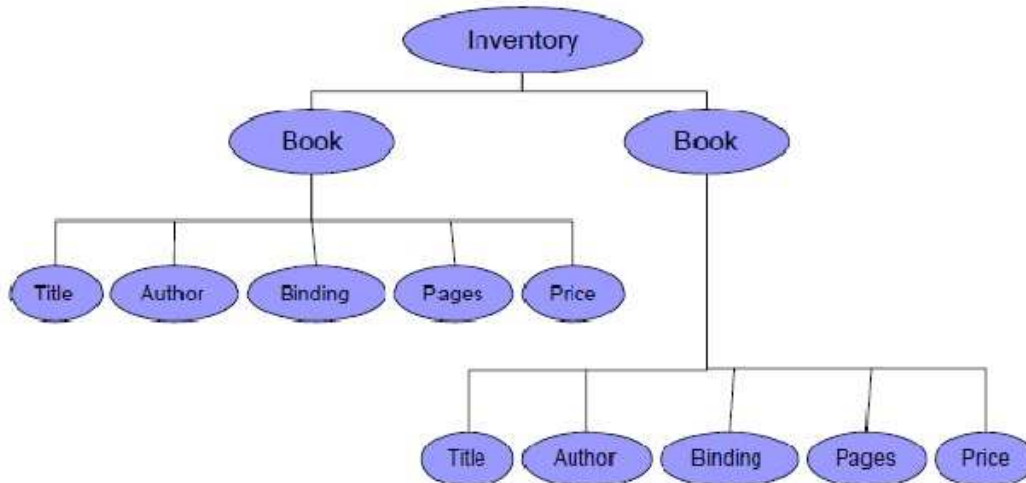 Inventory
Book Book
Title Author Binding Pages Price
Title Author Binding Pages Price